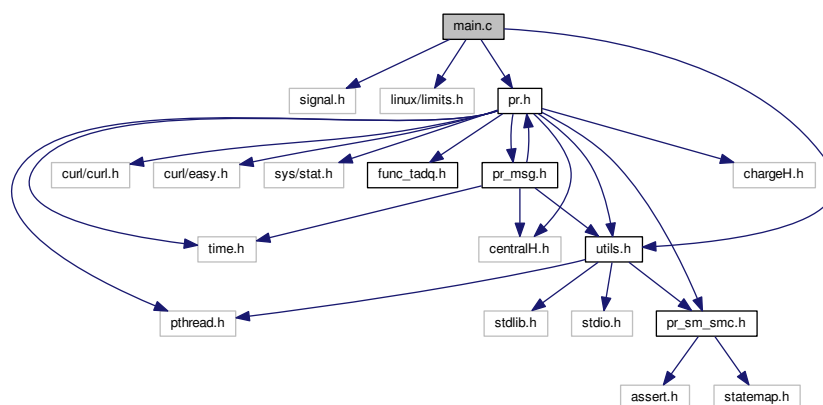 main.c
signal.h
linux/limits.h
pr.h
curl/curl.h
curl/easy.h
sys/stat.h
func_tadq.h
pr_msg.h
chargeH.h
time.h
centralH.h
utils.h
pthread.h
stdlib.h
stdio.h
pr_sm_smc.h
assert.h
statemap.h